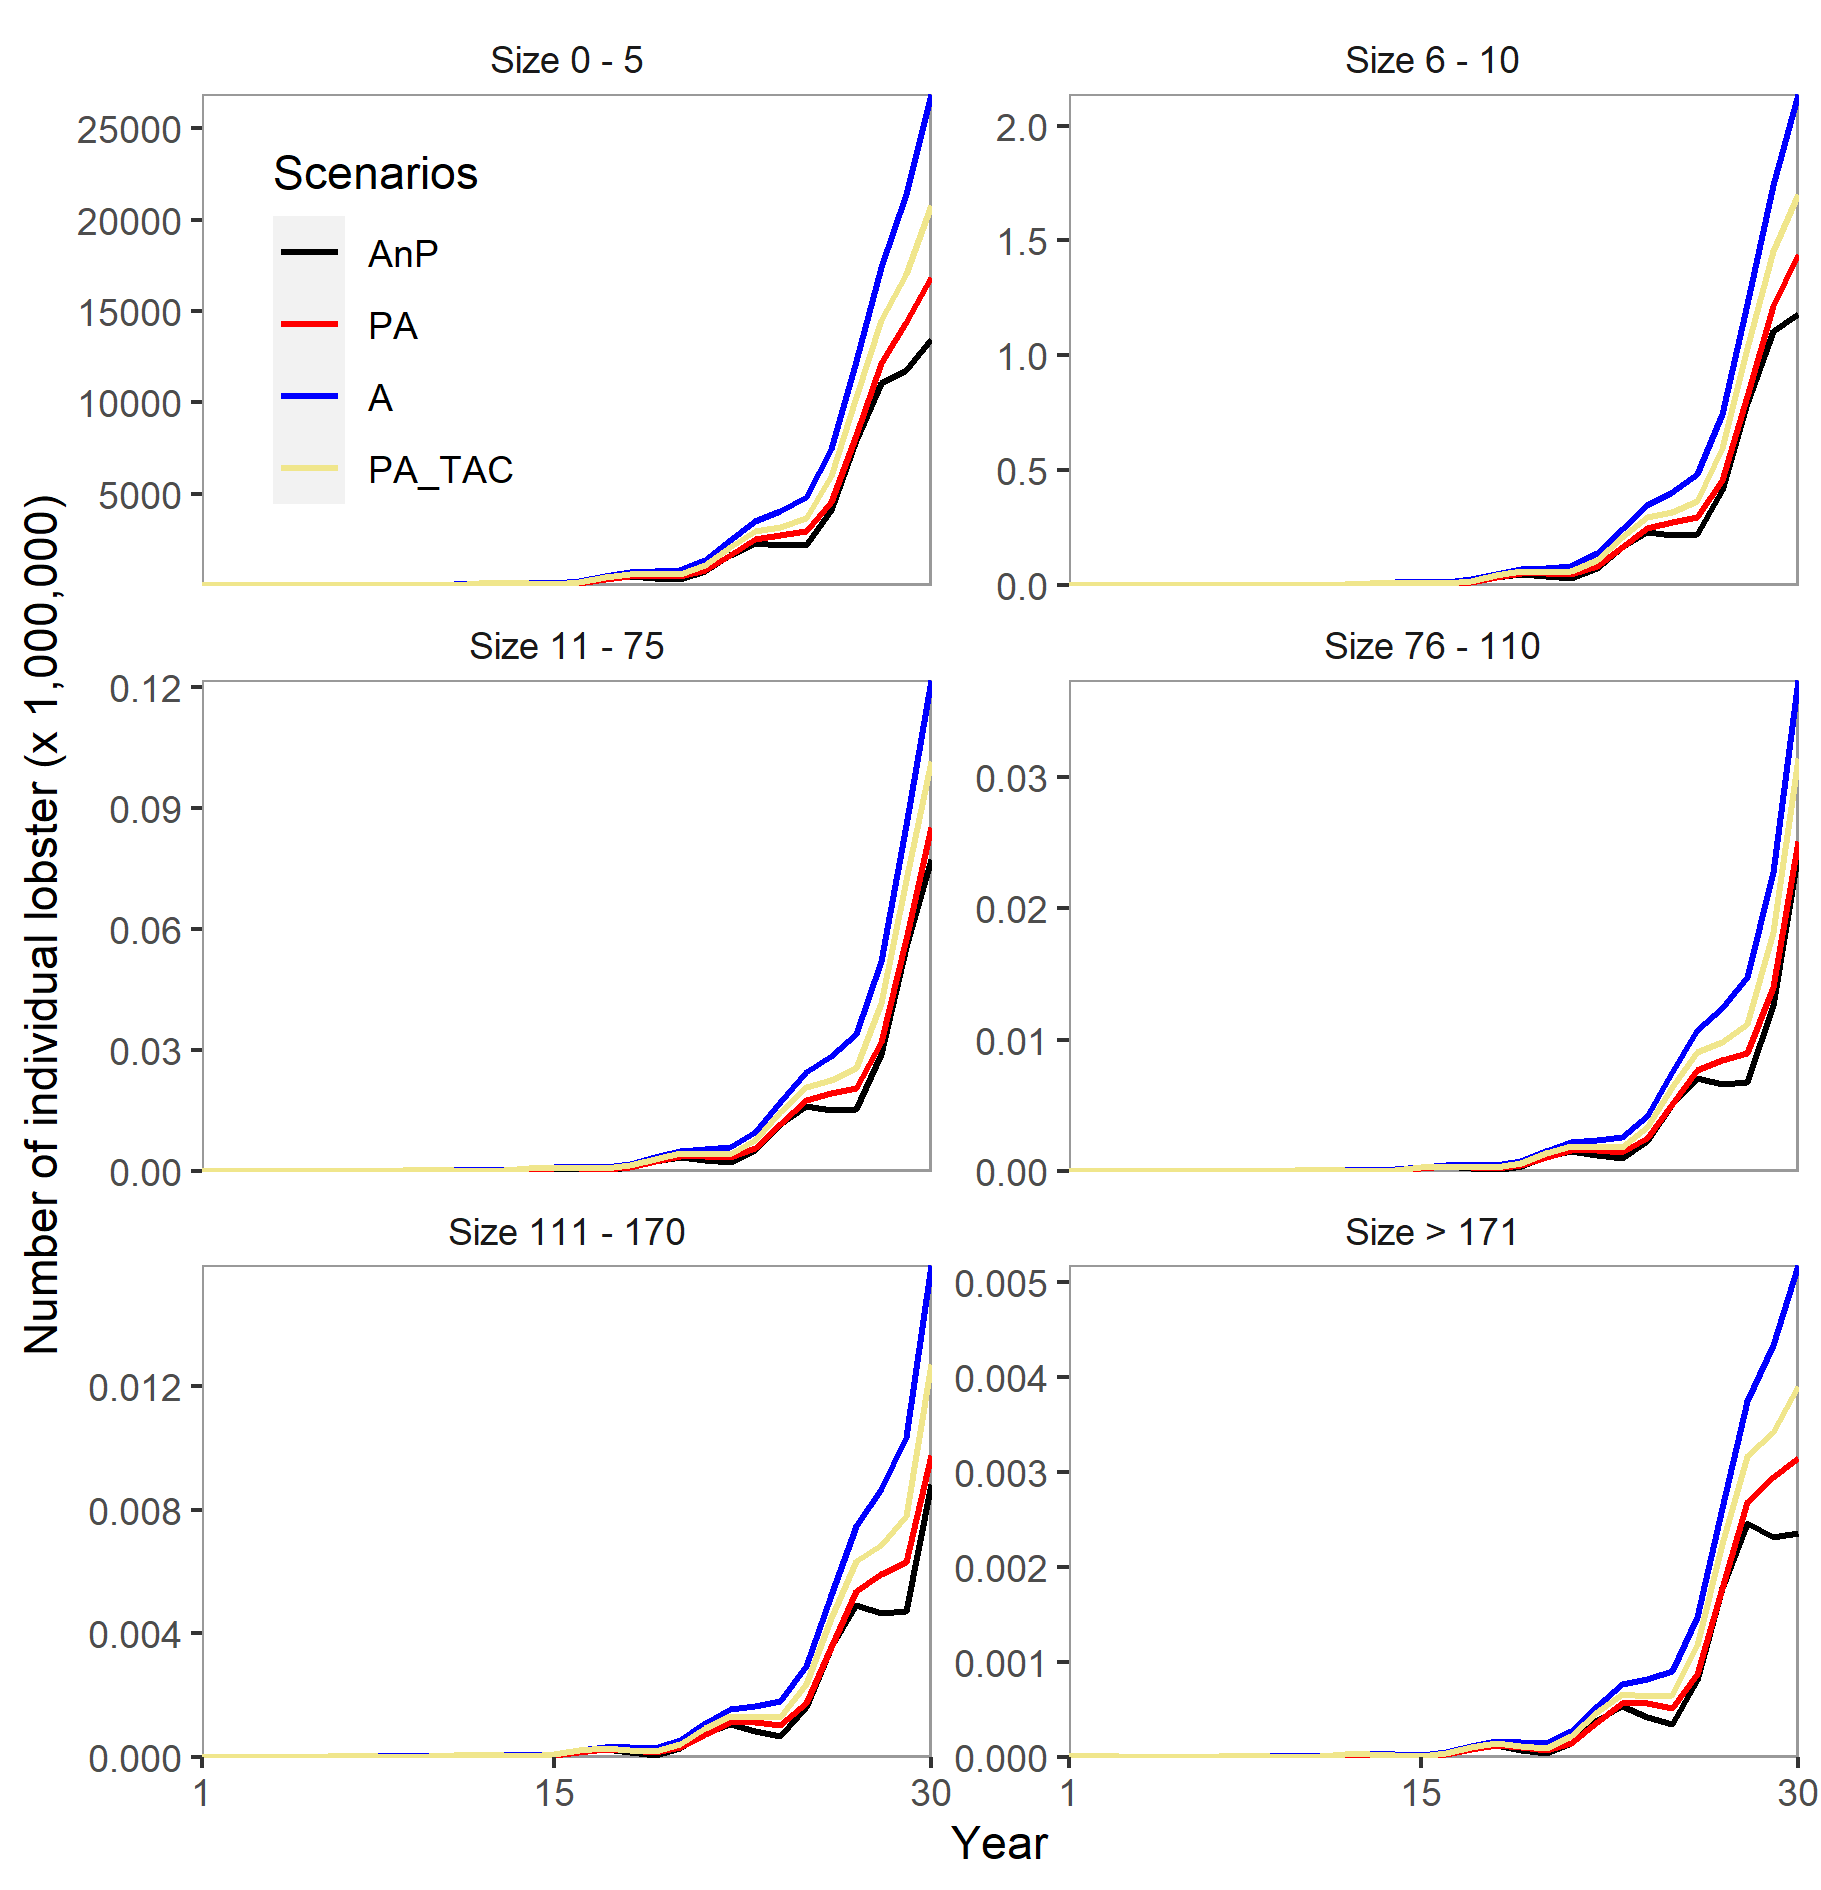 Size 0 - 5
Size 6 - 10
25000
20000
15000
10000
5000
Scenarios
AnP
PA
A
PA_TAC
2.0
1.5
1.0
0.5
0.0
Size 11 - 75
Size 76 - 110
0.12
0.09
0.06
0.03
0.00
0.03
0.02
0.01
0.00
Size 111 - 170
Size > 171
0.012
0.008
0.004
0.000
0.005
0.004
0.003
0.002
0.001
0.000
1
15
30
1
15
30
Year
Number of individual lobster (x 1,000,000)